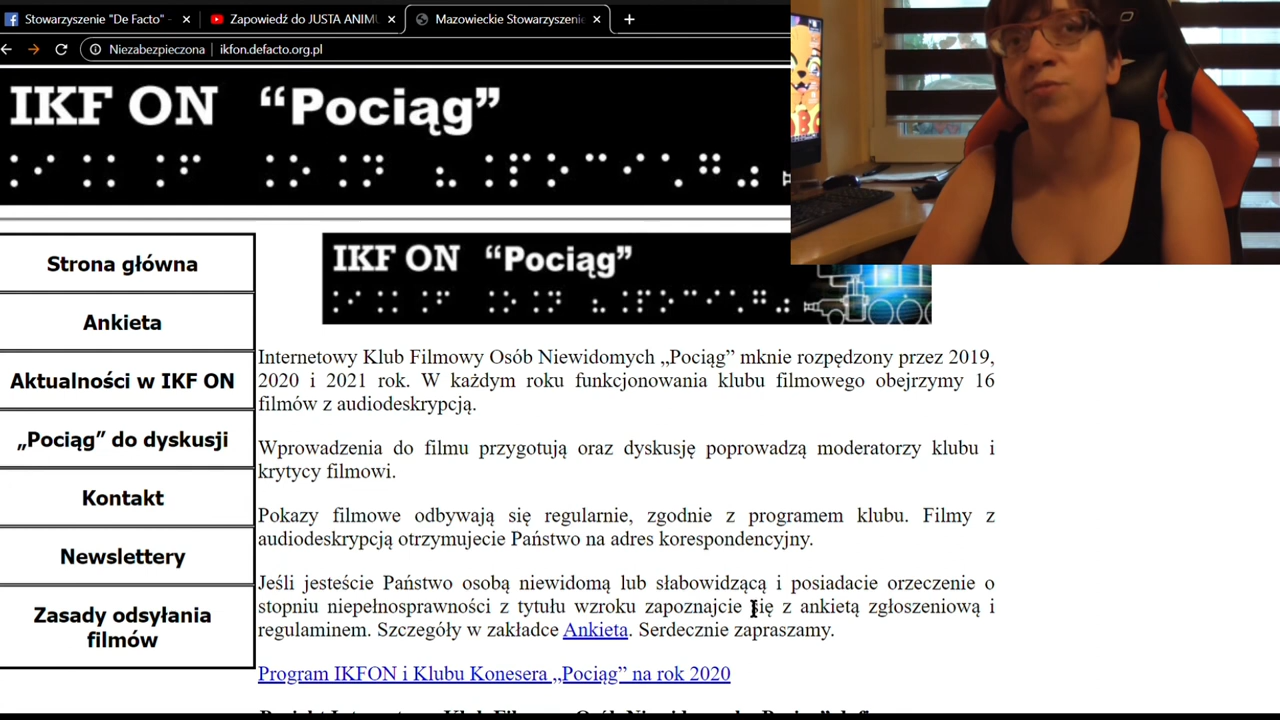 Stowarzyszenie "De Facto" -
Zapowiedź do JUSTA ANIMU
Mazowieckie Stowarzyszenie
Niezabezpieczona
ikfon.defacto.org.pl
IKF ON “Pociąg”
Strona główna
Ankieta
Aktualności w IKF ON
„Pociąg” do dyskusji
Kontakt
Newslettery
Zasady odsyłania
filmów
IKF ON “Pociąg”
Internetowy Klub Filmowy Osób Niewidomych „Pociąg” mknie rozpędzony przez 2019,
2020 i 2021 rok. W każdym roku funkcjonowania klubu filmowego obejrzymy 16
filmów z audiodeskrypcją.
Wprowadzenia do filmu przygotują oraz dyskusję poprowadzą moderatorzy klubu i
krytycy filmowi.
Pokazy filmowe odbywają się regularnie, zgodnie z programem klubu. Filmy z
audiodeskrypcją otrzymujecie Państwo na adres korespondencyjny.
Jeśli jesteście Państwo osobą niewidomą lub słabowidzącą i posiadacie orzeczenie o
stopniu niepełnosprawności z tytułu wzroku zapoznajcie się z ankietą zgłoszeniową i
regulaminem. Szczegóły w zakładce Ankieta. Serdecznie zapraszamy.
Program IKFON i Klubu Konesera „Pociąg” na rok 2020